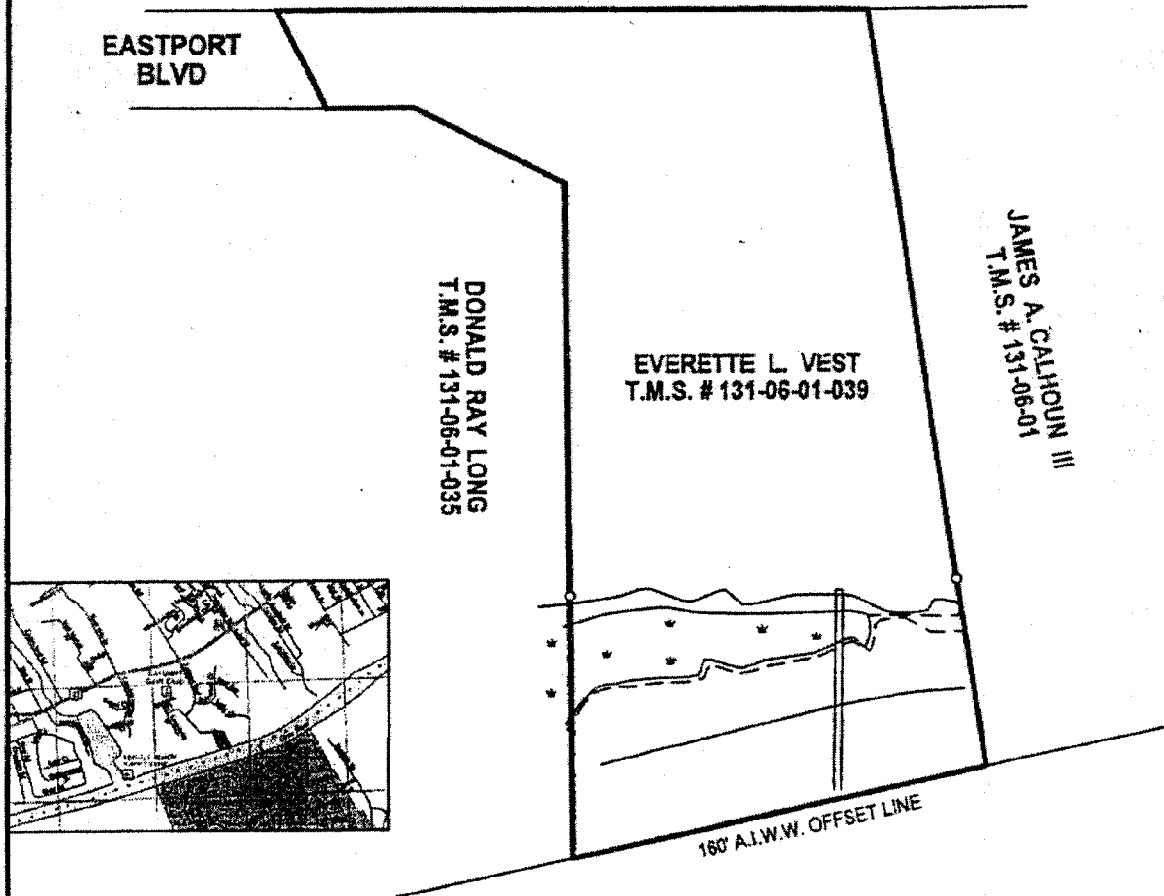 EASTPORT
BLVD
DONALD RAY LONG
T.M.S. # 131-06-01-035
EVERETTE L. VEST
T.M.S. # 131-06-01-039
JAMES A. CALHOUN III
T.M.S. # 131-06-01
160' A.I.W.W. OFFSET LINE